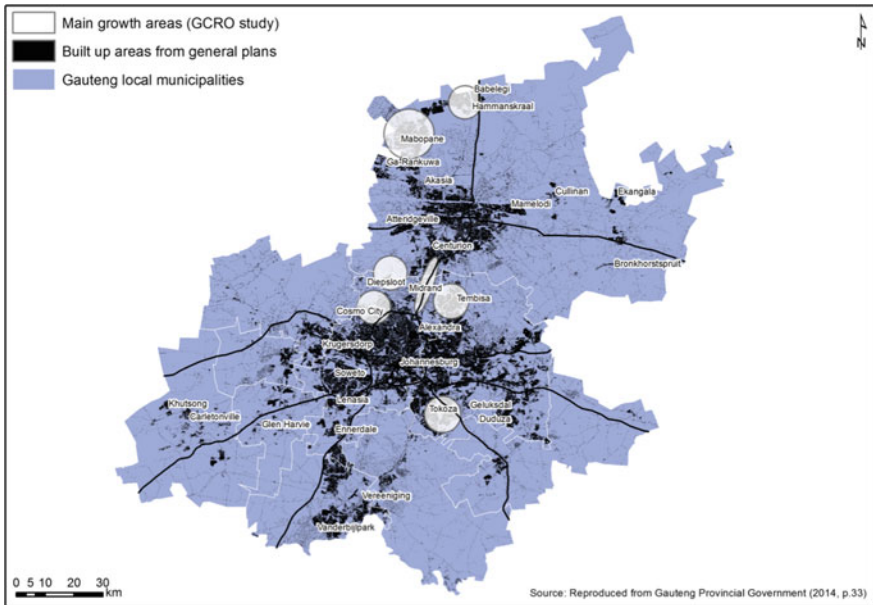 Main growth areas (GCRO study)
Built up areas from general plans
Gauteng local municipalities
N
Babelegi
Hammanskraal
Mabopane
Ga-Rankuwa
Akasia
Cullinan
Ekangala
Mamelodi
Atteridgeville
Centurion
Bronkhorstspruit
Diepsloot
Midrand
Tembisa
Cosmo City
Alexandra
Krugersdorp
Johannesburg
Soweto
Khutsong
Lenasia
Tokoza
Geluksdal
Carletonville
Duduza
Glen Harvie
Ennerdale
Vereeniging
Vanderbijlpark
0 5 10 20 30
km
Source: Reproduced from Gauteng Provincial Government (2014, p.33)